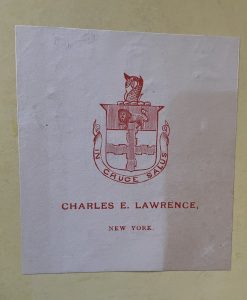 IN CRUCE SALUS
CHARLES E. LAWRENCE,
NEW YORK.